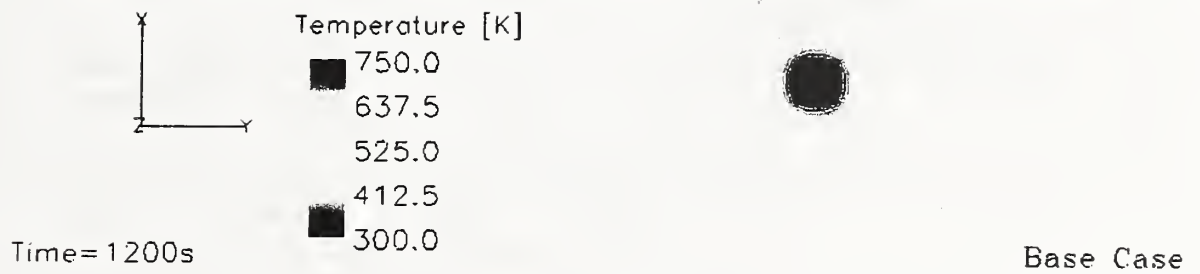 Temperature [K]
750.0
637.5
525.0
412.5
300.0
X
Z
Y
Time=1200s
Base Case